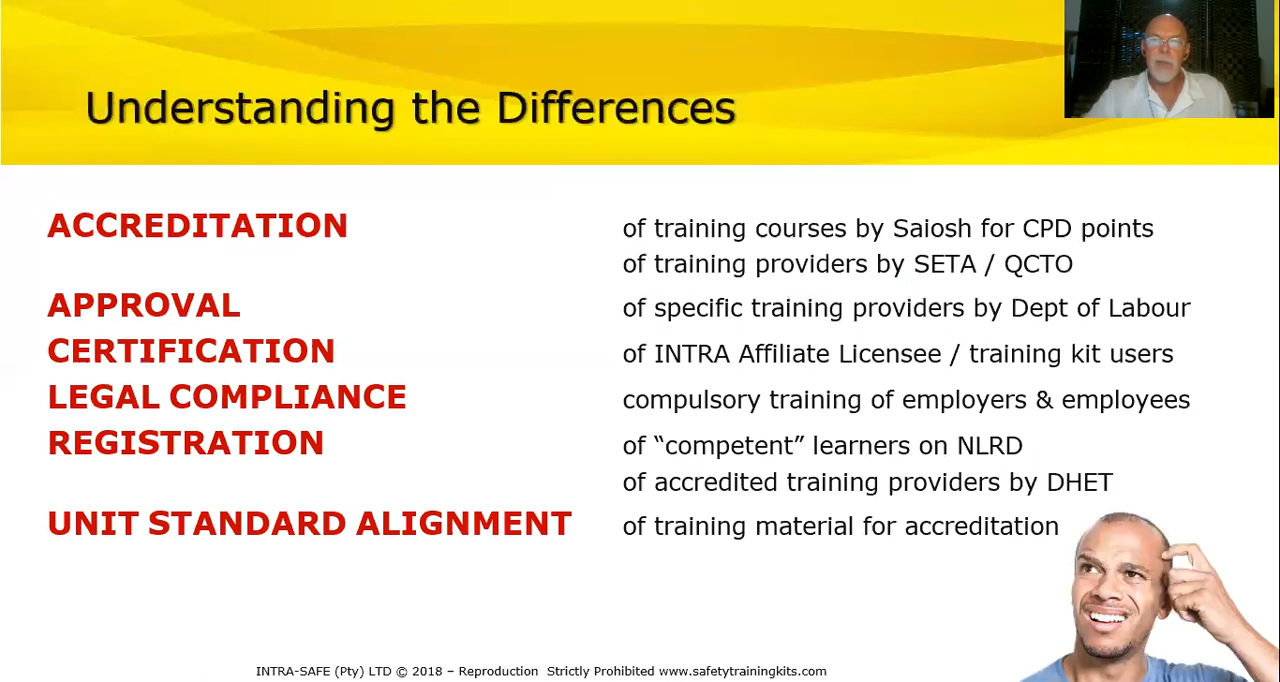 Understanding the Differences
ACCREDITATION of training courses by Saiosh for CPD points
of training providers by SETA / QCTO
APPROVAL of specific training providers by Dept of Labour
CERTIFICATION of INTRA Affiliate Licensee / training kit users
LEGAL COMPLIANCE compulsory training of employers & employees
REGISTRATION of “competent” learners on NLRD
of accredited training providers by DHET
UNIT STANDARD ALIGNMENT of training material for accreditation
INTRA-SAFE (Pty) LTD © 2018 – Reproduction Strictly Prohibited www.safetytrainingkits.com